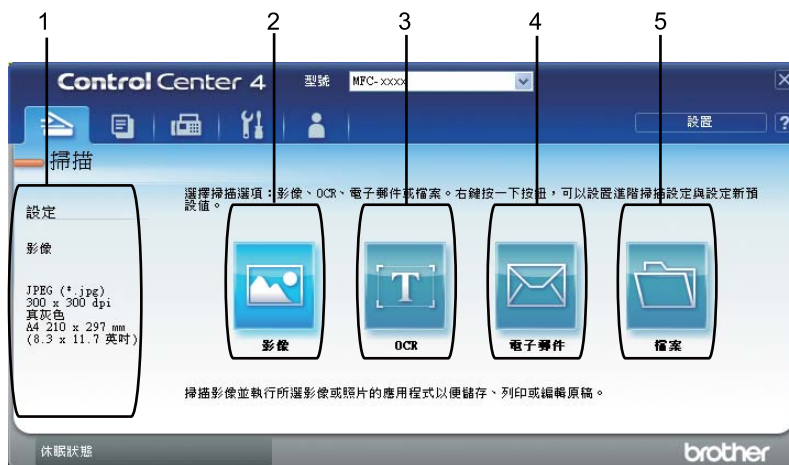 1 2 3 4 5
Control Center 4 型號 MFC-xxxx
設置 ?
掃描
選擇掃描選項：影像、OCR、電子郵件或檔案。右鍵按一下按鈕，可以設置進階掃描設定與設定新預
設值。
設定
影像
JPEG (*.jpg)
300 x 300 dpi
真灰色
A4 210 x 297 mm
(8.3 x 11.7 英吋)
T
影像 OCR 電子郵件 檔案
掃描影像並執行所選影像或照片的應用程式以便儲存、列印或編輯原稿。
休眠狀態 brother